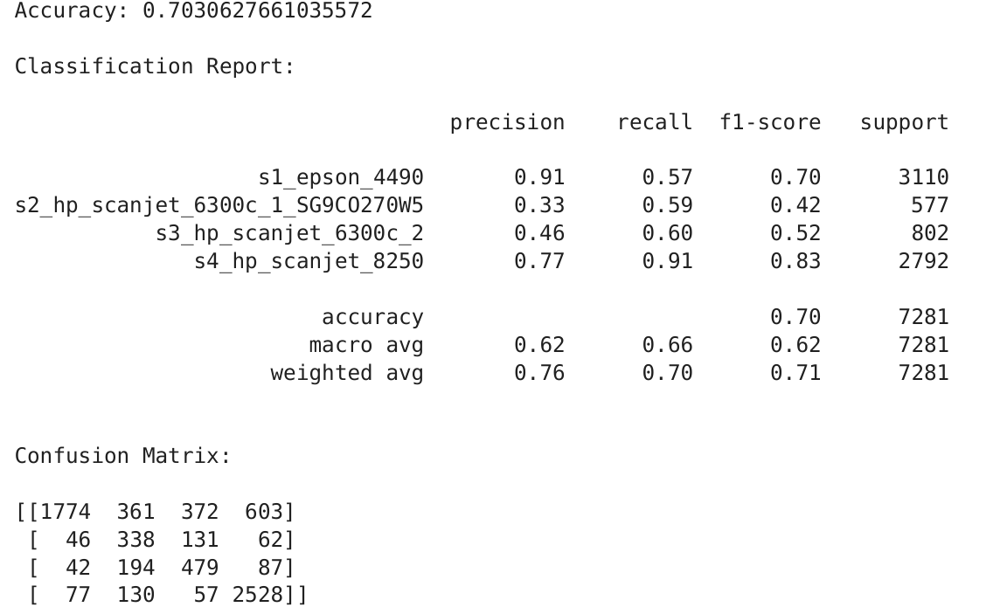 Accuracy: 0.7030627661035572
Classification Report:
precision recall f1-score support
s1_epson_4490 0.91 0.57 0.70 3110
s2_hp_scanjet_6300c_1_SG9CO270W5 0.33 0.59 0.42 577
s3_hp_scanjet_6300c_2 0.46 0.60 0.52 802
s4_hp_scanjet_8250 0.77 0.91 0.83 2792
accuracy 0.70 7281
macro avg 0.62 0.66 0.62 7281
weighted avg 0.76 0.70 0.71 7281
Confusion Matrix:
[[1774 361 372 603]
[ 46 338 131 62]
[ 42 194 479 87]
[ 77 130 57 2528]]